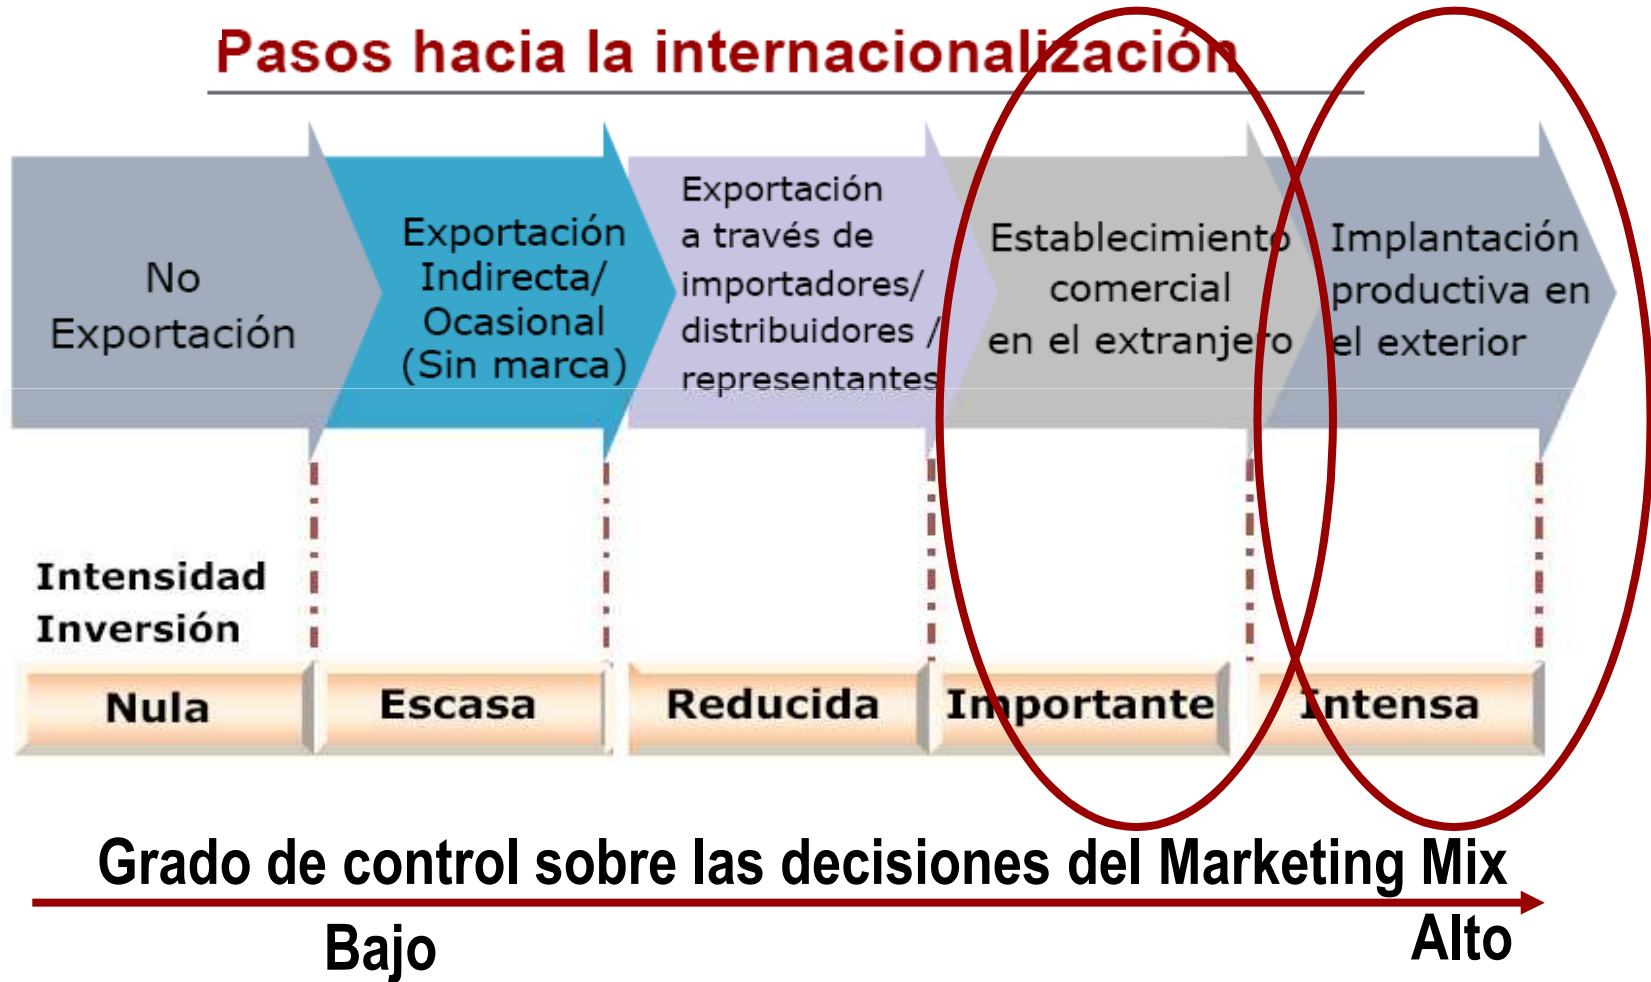 Pasos hacia la internacionalización
No
Exportación
Exportación
Indirecta/
Ocasional
(Sin marca)
Exportación
a través de
importadores/
distribuidores /
representantes
Establecimiento
comercial
en el extranjero
Implantación
productiva en
el exterior
Intensidad
Inversión
Nula
Escasa
Reducida
Importante
Intensa
Grado de control sobre las decisiones del Marketing Mix
Bajo
Alto